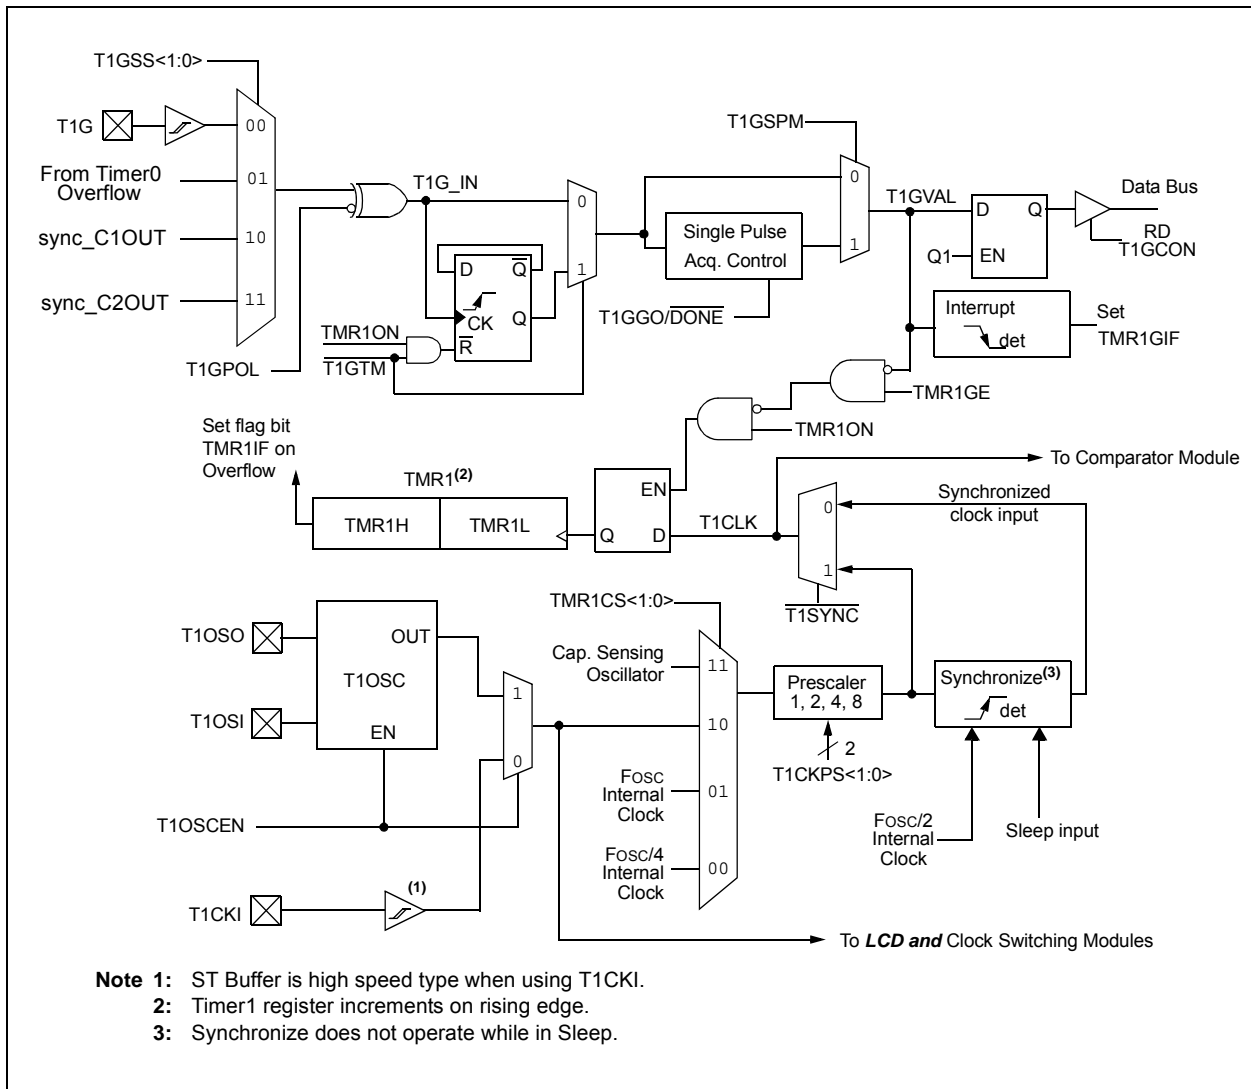 T1GSS<1:0>
T1G
00
From Timer0
Overflow
01
sync_C1OUT
10
sync_C2OUT
11
T1GPOL
T1G_IN
0
1
D
Q
CK
Q
R
TMR1ON
T1GTM
T1GSPM
0
1
Single Pulse
Acq. Control
T1GGO/DONE
T1GVAL
D
Q
Q1
EN
Data Bus
RD
T1GCON
Interrupt
det
Set
TMR1GIF
TMR1GE
TMR1ON
Set flag bit
TMR1IF on
Overflow
TMR1(2)
TMR1H
TMR1L
EN
Q
D
T1CLK
To Comparator Module
Synchronized
clock input
0
1
T1SYNC
T1OSO
OUT
T1OSC
T1OSI
EN
1
0
T1OSCEN
T1CKI
(1)
TMR1CS<1:0>
Cap. Sensing
Oscillator
11
10
FOSC
Internal
Clock
01
FOSC/4
Internal
Clock
00
Prescaler
1, 2, 4, 8
2
T1CKPS<1:0>
Synchronize(3)
det
FOSC/2
Internal
Clock
Sleep input
To LCD and Clock Switching Modules
Note 1: ST Buffer is high speed type when using T1CKI.
2: Timer1 register increments on rising edge.
3: Synchronize does not operate while in Sleep.